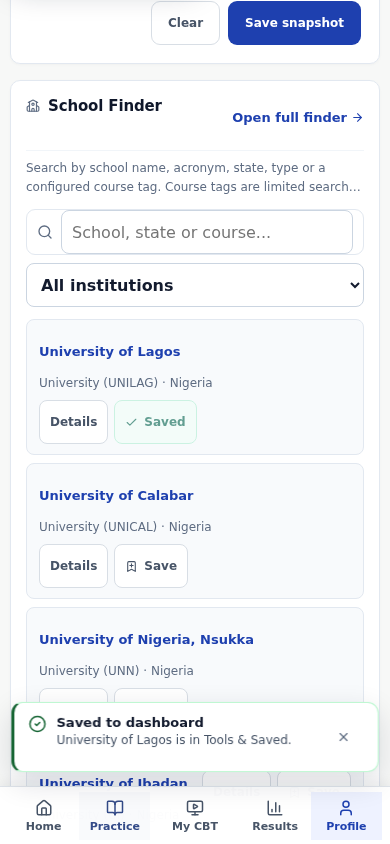 Clear
Save snapshot
School Finder
Open full finder →
Search by school name, acronym, state, type or a
configured course tag. Course tags are limited search...
School, state or course...
All institutions
University of Lagos
University (UNILAG) · Nigeria
Details
Saved
University of Calabar
University (UNICAL) · Nigeria
Details
Save
University of Nigeria, Nsukka
University (UNN) · Nigeria
Saved to dashboard
University of Lagos is in Tools & Saved.
University of Ibadan
Details
Home
Practice
My CBT
Results
Profile